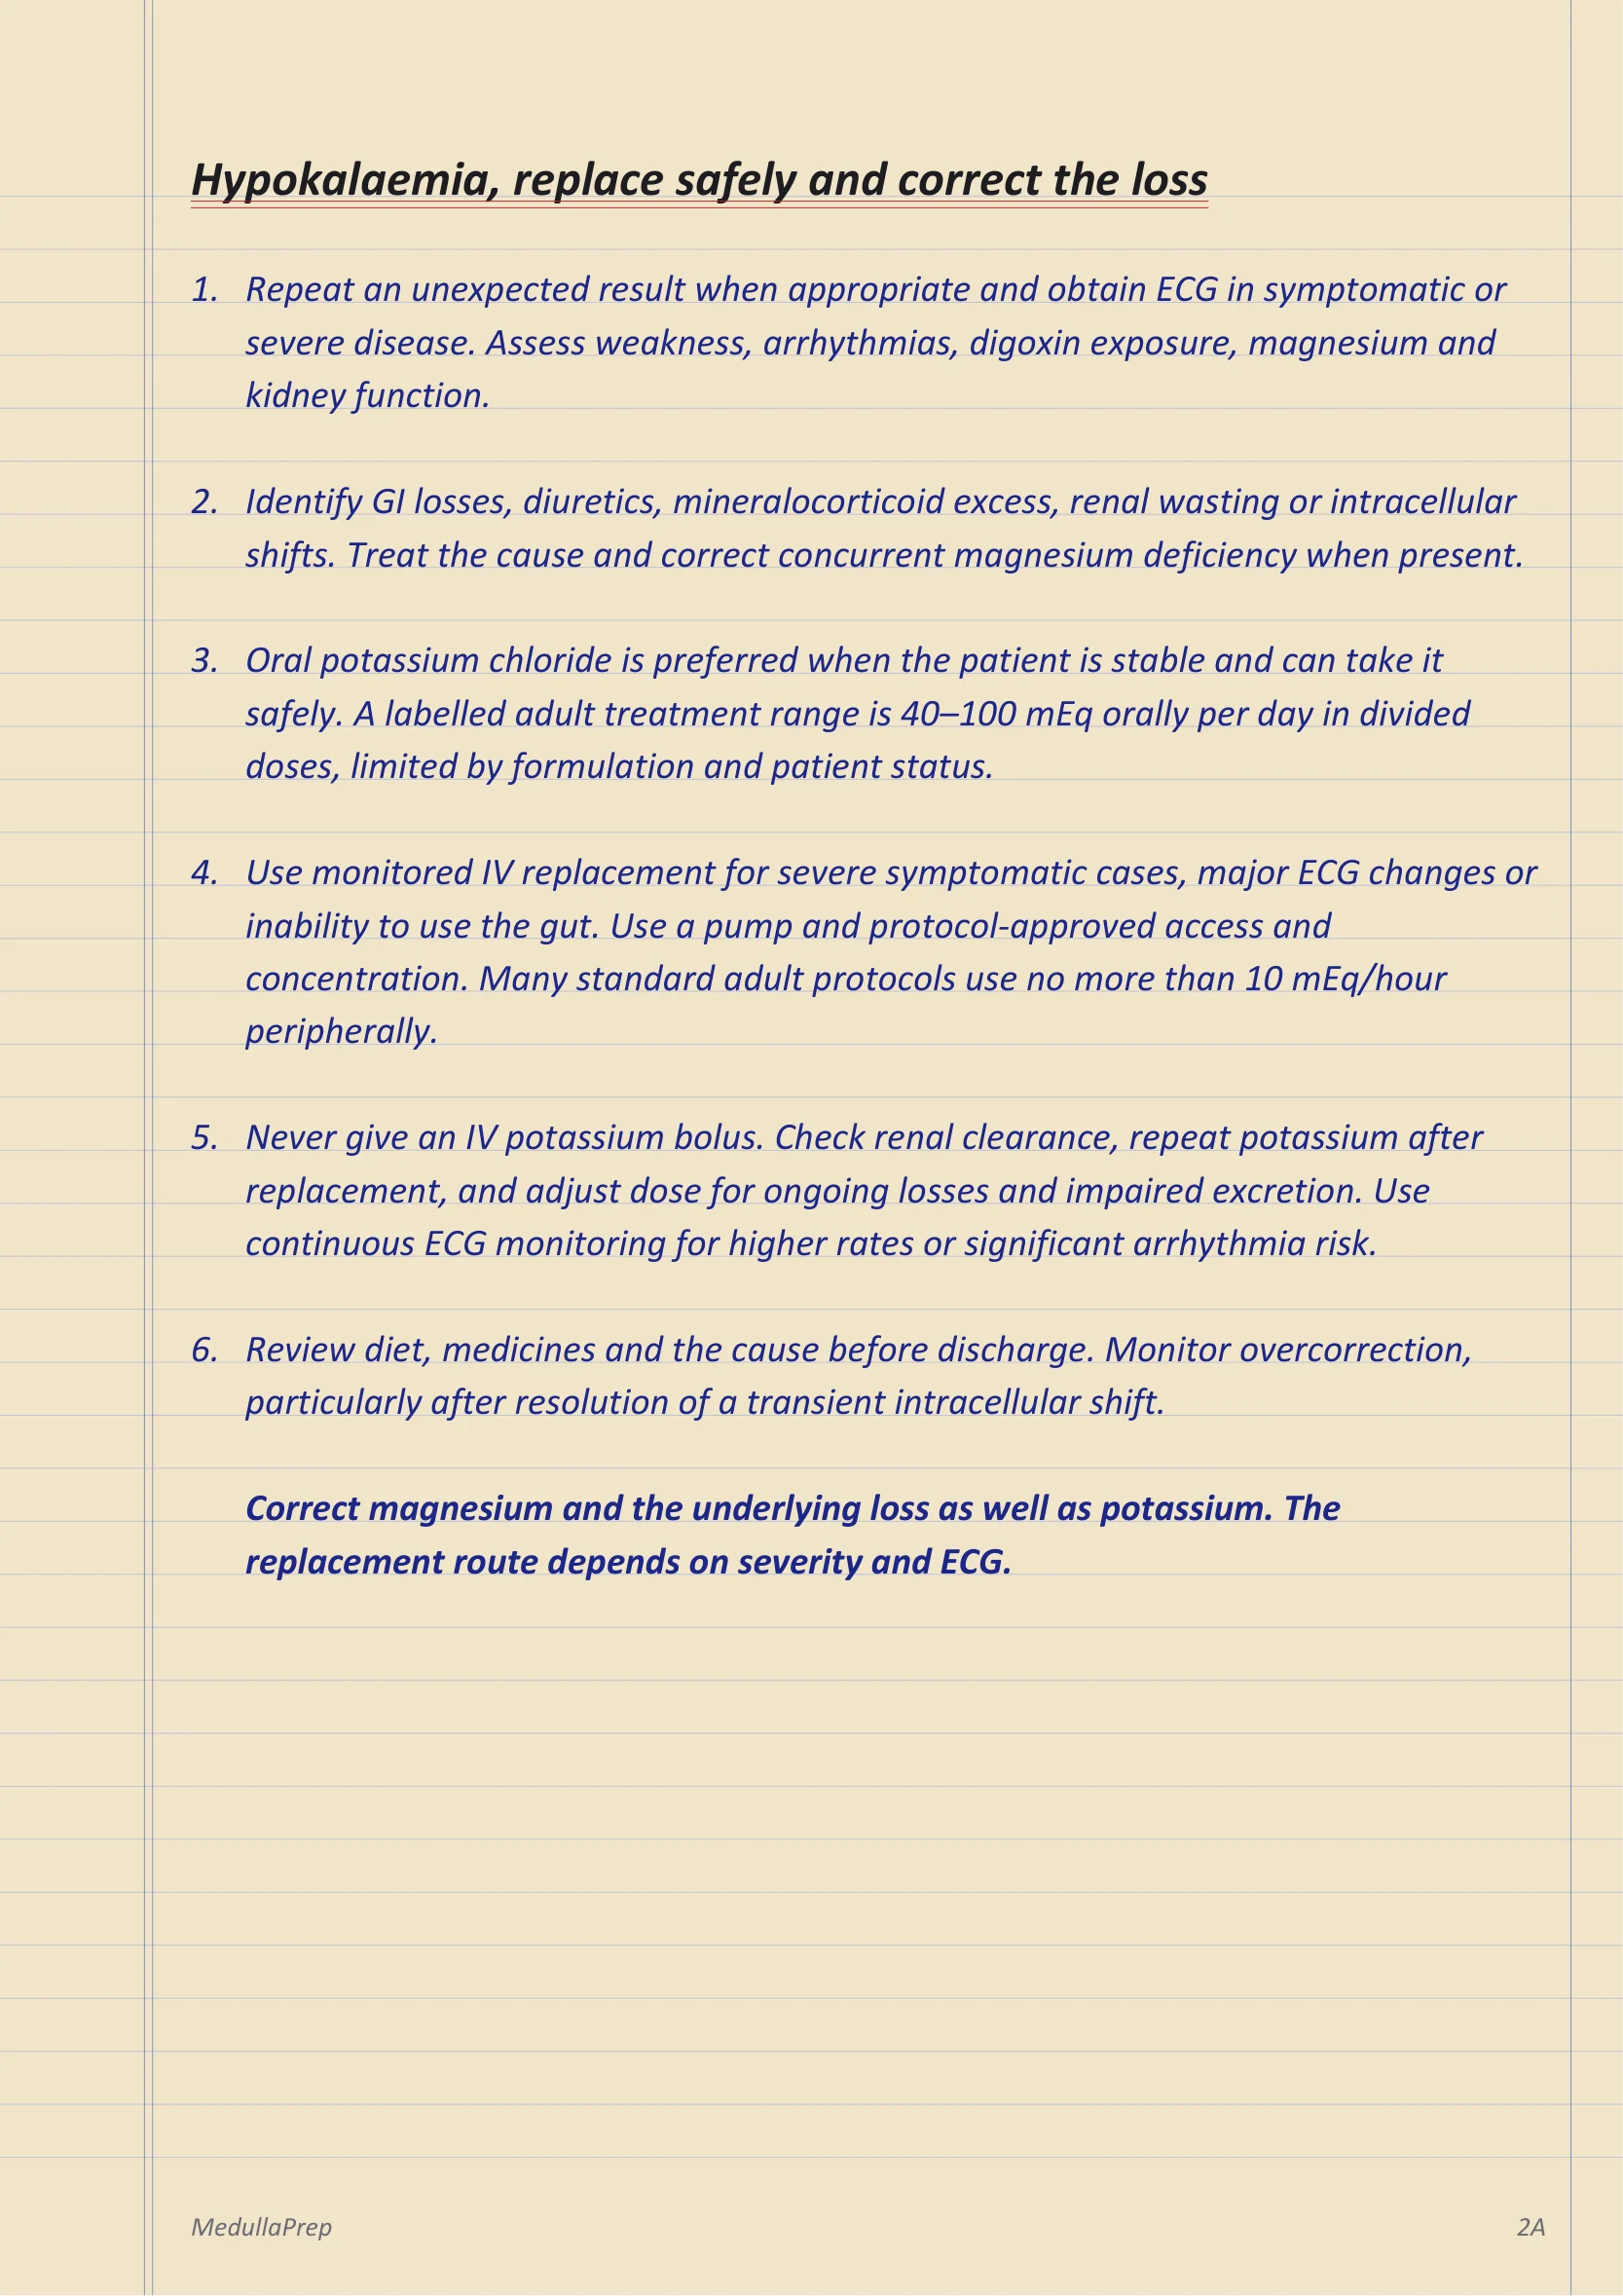 Hypokalaemia, replace safely and correct the loss
1. Repeat an unexpected result when appropriate and obtain ECG in symptomatic or
severe disease. Assess weakness, arrhythmias, digoxin exposure, magnesium and
kidney function.
2. Identify GI losses, diuretics, mineralocorticoid excess, renal wasting or intracellular
shifts. Treat the cause and correct concurrent magnesium deficiency when present.
3. Oral potassium chloride is preferred when the patient is stable and can take it
safely. A labelled adult treatment range is 40–100 mEq orally per day in divided
doses, limited by formulation and patient status.
4. Use monitored IV replacement for severe symptomatic cases, major ECG changes or
inability to use the gut. Use a pump and protocol-approved access and
concentration. Many standard adult protocols use no more than 10 mEq/hour
peripherally.
5. Never give an IV potassium bolus. Check renal clearance, repeat potassium after
replacement, and adjust dose for ongoing losses and impaired excretion. Use
continuous ECG monitoring for higher rates or significant arrhythmia risk.
6. Review diet, medicines and the cause before discharge. Monitor overcorrection,
particularly after resolution of a transient intracellular shift.
Correct magnesium and the underlying loss as well as potassium. The
replacement route depends on severity and ECG.
MedullaPrep
2A